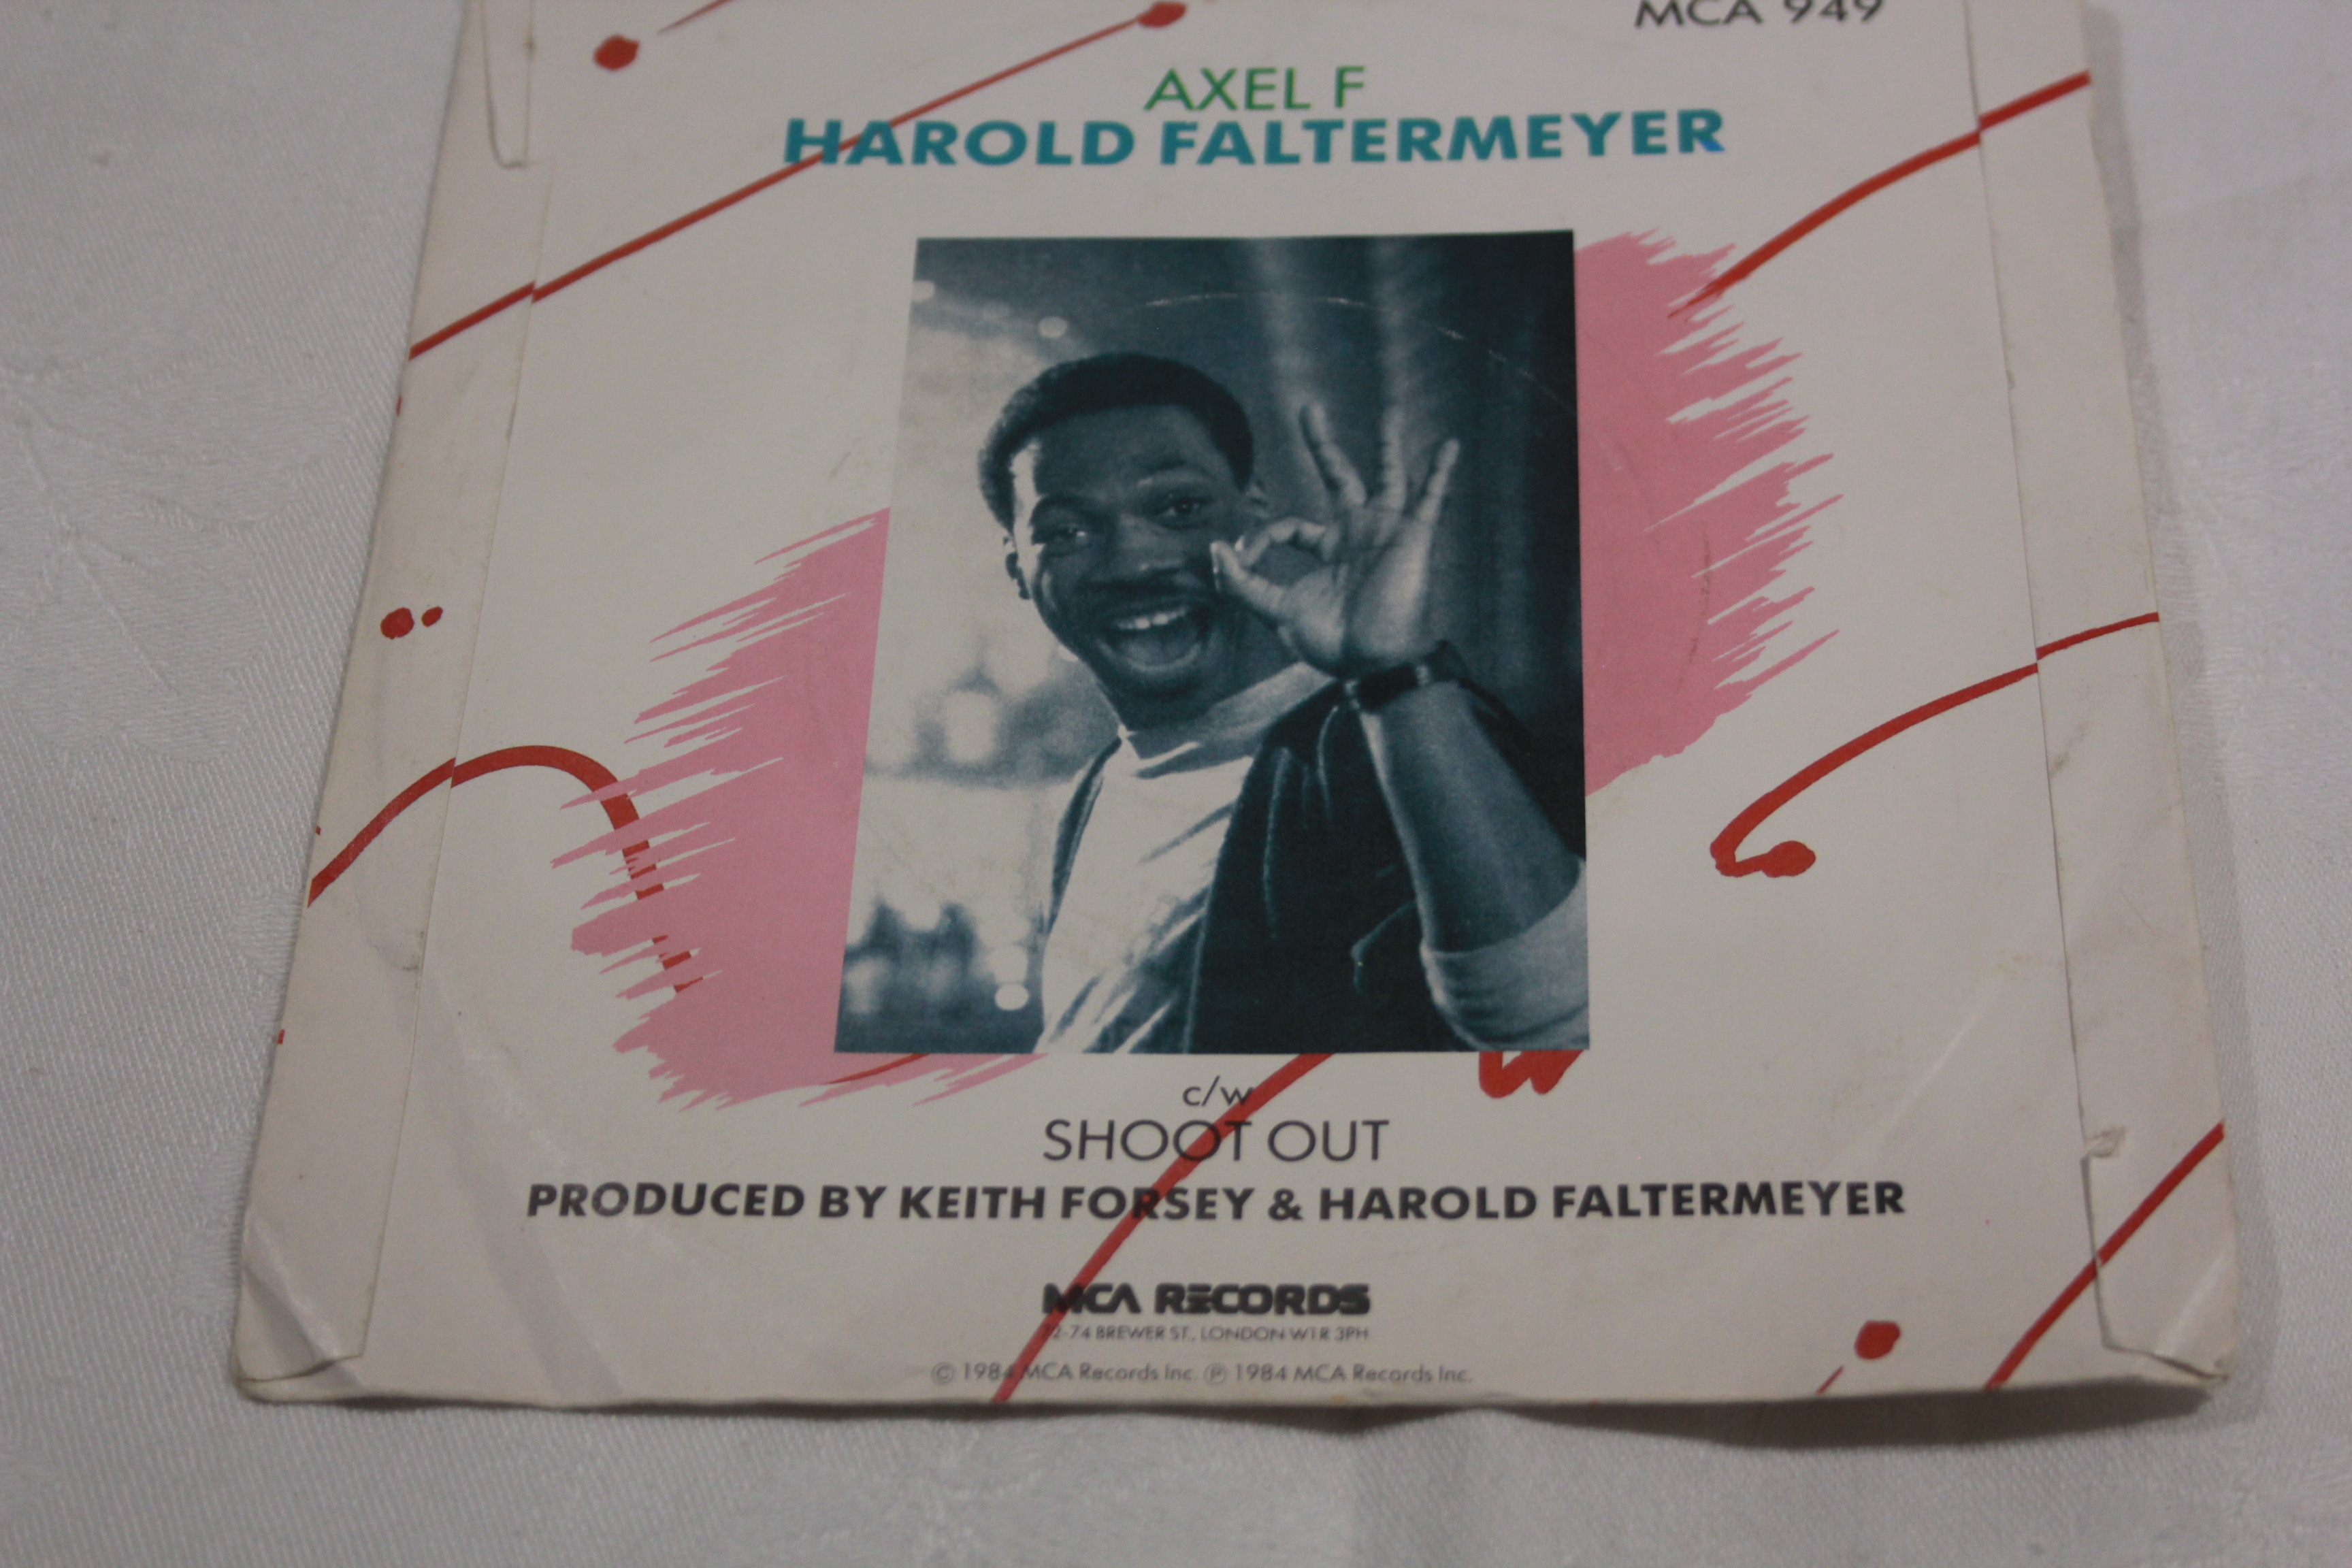 MCA 949
AXEL F
HAROLD FALTERMEYER
c/w
SHOOT OUT
PRODUCED BY KEITH FORSEY & HAROLD FALTERMEYER
MCA RECORDS
72-74 BREWER ST., LONDON W1R 3PH
© 1984 MCA Records Inc. ℗ 1984 MCA Records Inc.